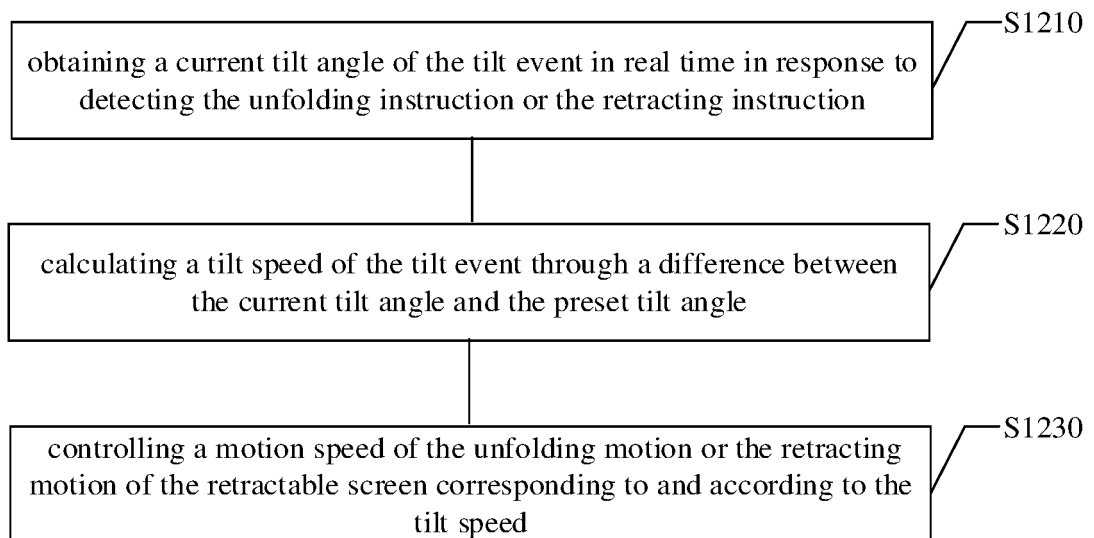 S1210
obtaining a current tilt angle of the tilt event in real time in response to
detecting the unfolding instruction or the retracting instruction
S1220
calculating a tilt speed of the tilt event through a difference between
the current tilt angle and the preset tilt angle
S1230
controlling a motion speed of the unfolding motion or the retracting
motion of the retractable screen corresponding to and according to the
tilt speed